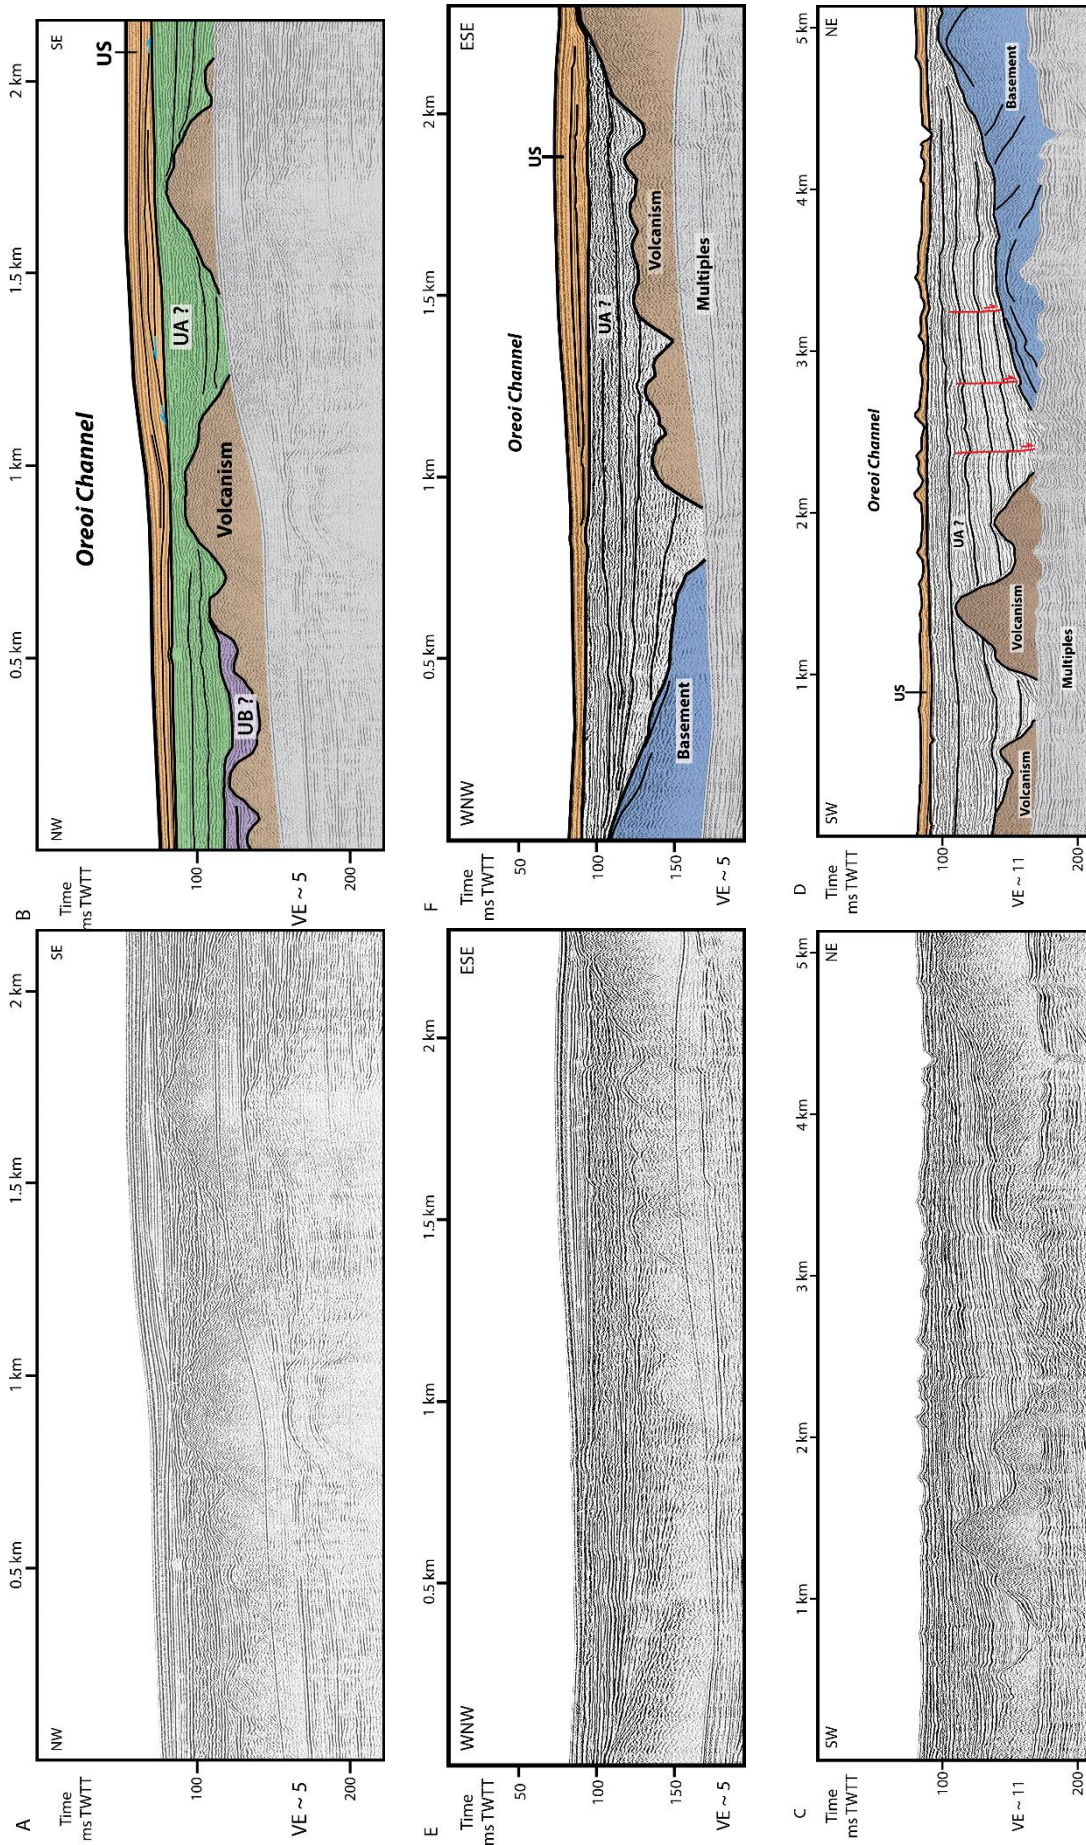 A
Time
ms TWTT
NW
0.5 km
1 km
1.5 km
2 km
SE
100
VE ~ 5
200
B
Time
ms TWTT
NW
0.5 km
1 km
1.5 km
2 km
SE
Oreoi Channel
US
UA ?
UB ?
Volcanism
100
VE ~ 5
200
E
Time
ms TWTT
WNW
0.5 km
1 km
1.5 km
2 km
ESE
50
100
150
VE ~ 5
F
Time
ms TWTT
WNW
0.5 km
1 km
1.5 km
2 km
ESE
Oreoi Channel
US
UA ?
Basement
Volcanism
Multiples
50
100
150
VE ~ 5
C
Time
ms TWTT
SW
1 km
2 km
3 km
4 km
5 km
NE
100
VE ~ 11
200
D
Time
ms TWTT
SW
1 km
2 km
3 km
4 km
5 km
NE
Oreoi Channel
US
UA ?
Volcanism
Volcanism
Basement
Multiples
100
VE ~ 11
200